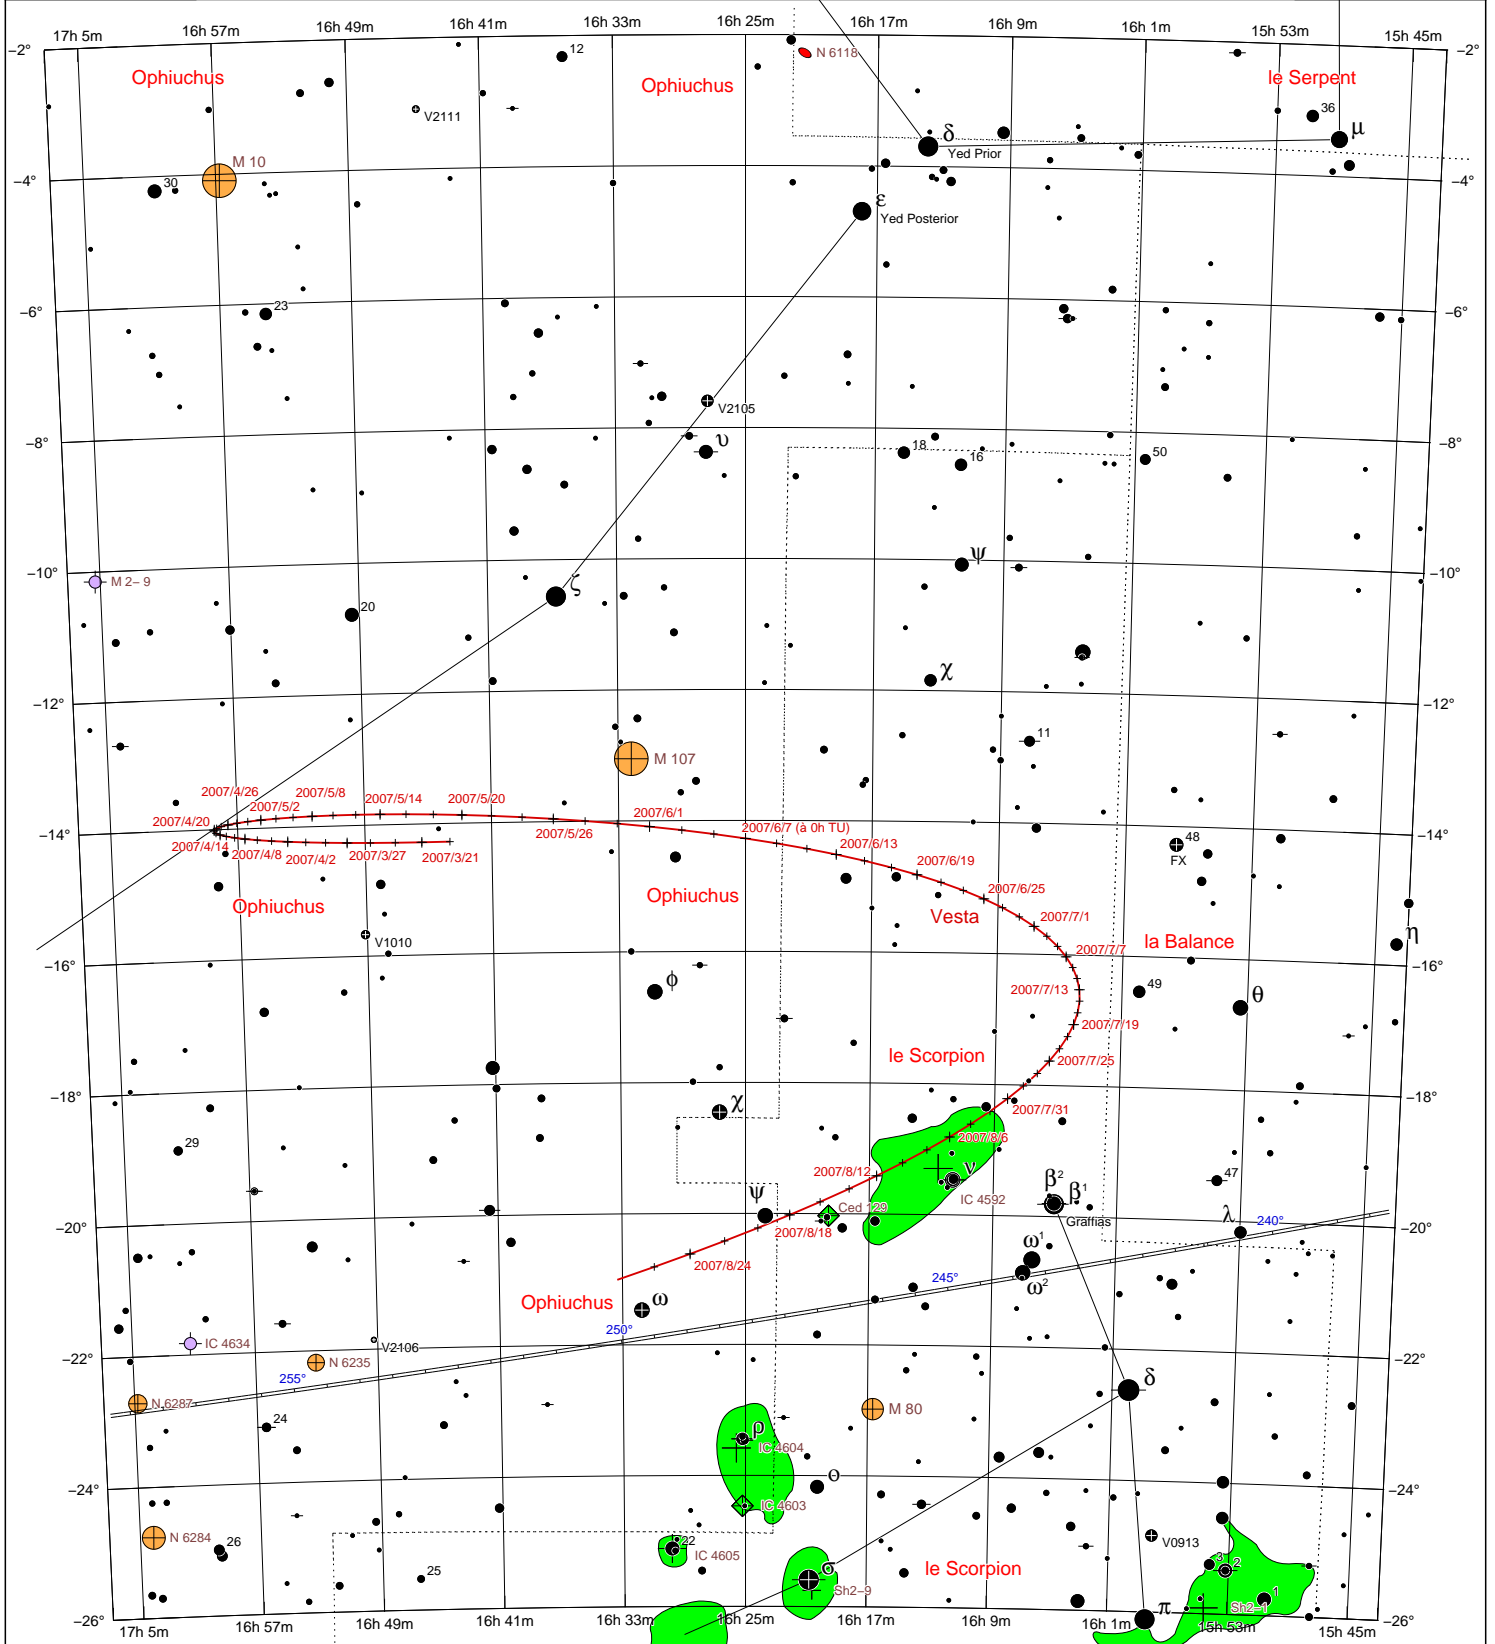 17h 5m 16h 57m 16h 49m 16h 41m 16h 33m 16h 25m 16h 17m 16h 9m 16h 1m 15h 53m 15h 45m
−2° −2°
12
N 6118
Ophiuchus Ophiuchus le Serpent
V2111
36
μ
δ
Yed Prior
M 10
−4° −4°
30
ε
Yed Posterior
−6° −6°
23
V2105
υ
−8° −8°
18
16
50
ψ
−10° −10°
M 2−9
ζ
20
χ
−12° −12°
11
M 107
2007/4/26 2007/5/8 2007/5/14 2007/5/20
2007/5/2
2007/6/1
2007/4/20
2007/5/26
2007/6/7 (à 0h TU)
−14° −14°
2007/4/14
2007/4/8 2007/4/2 2007/3/27 2007/3/21
2007/6/13
48
FX
2007/6/19
2007/6/25
Ophiuchus Ophiuchus Vesta
2007/7/1
V1010
la Balance
η
2007/7/7
−16° −16°
φ
2007/7/13
49
θ
2007/7/19
le Scorpion
2007/7/25
−18° −18°
χ
2007/7/31
29
2007/8/6
2007/8/12
ν
47
IC 4592
β² β¹
ψ
Ced 129
Graffias
λ
−20° −20°
240°
2007/8/18
ω¹
2007/8/24
245°
ω²
Ophiuchus
ω
250°
IC 4634
V2106
−22° −22°
N 6235
255°
δ
N 6287
M 80
24
ρ
IC 4604
ο
−24° −24°
IC 4603
N 6284
26
22
IC 4605
V0913
25
le Scorpion
3
2
σ
Sh2−9
1
π
Sh2−1
−26° −26°
17h 5m 16h 57m 16h 49m 16h 41m 16h 33m 16h 25m 16h 17m 16h 9m 16h 1m 15h 53m 15h 45m